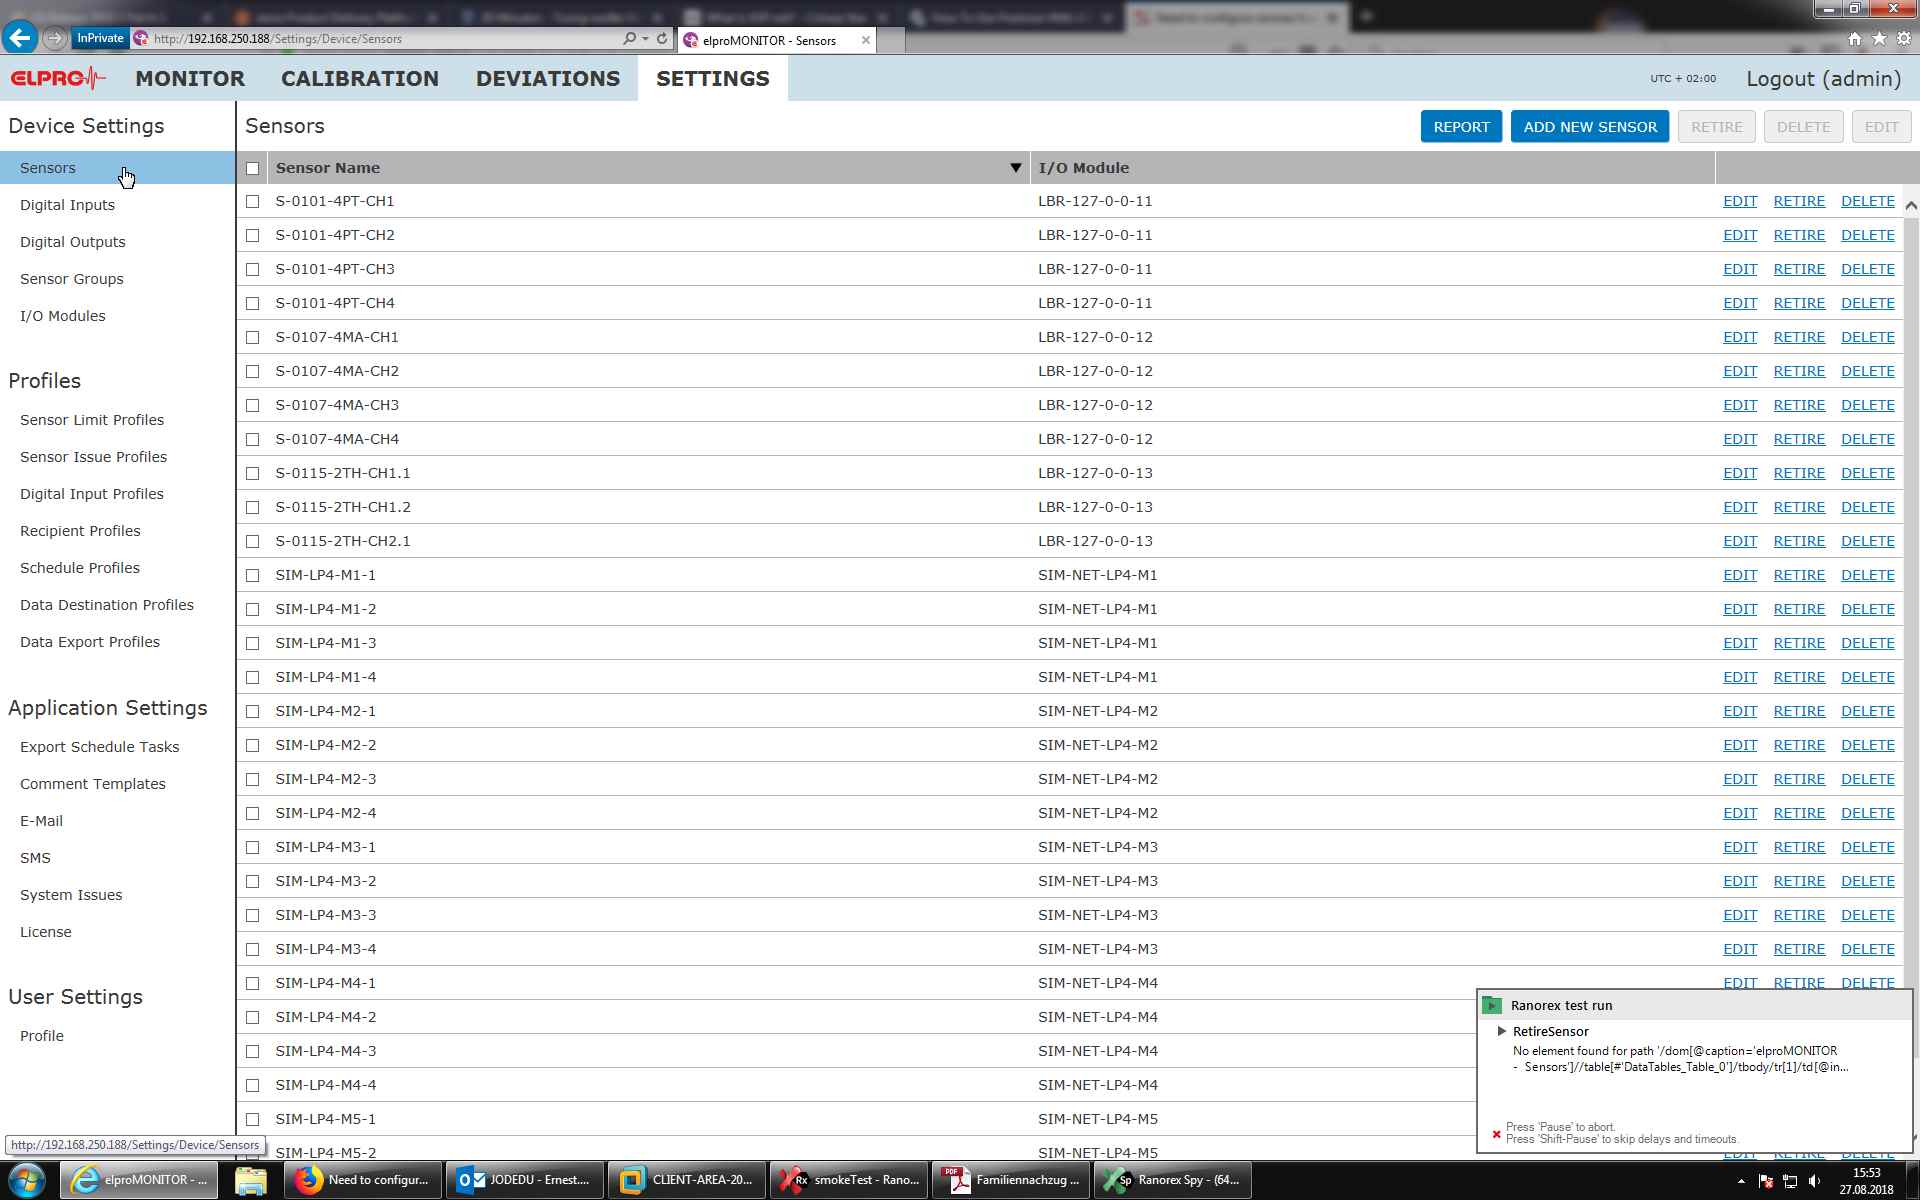 InPrivate http://192.168.250.188/Settings/Device/Sensors elproMONITOR - Sensors
ELPRO MONITOR CALIBRATION DEVIATIONS SETTINGS UTC + 02:00 Logout (admin)
Device Settings
Sensors
Digital Inputs
Digital Outputs
Sensor Groups
I/O Modules
Profiles
Sensor Limit Profiles
Sensor Issue Profiles
Digital Input Profiles
Recipient Profiles
Schedule Profiles
Data Destination Profiles
Data Export Profiles
Application Settings
Export Schedule Tasks
Comment Templates
E-Mail
SMS
System Issues
License
User Settings
Profile
http://192.168.250.188/Settings/Device/Sensors
Sensors REPORT ADD NEW SENSOR RETIRE DELETE EDIT
Sensor Name I/O Module
S-0101-4PT-CH1 LBR-127-0-0-11 EDIT RETIRE DELETE
S-0101-4PT-CH2 LBR-127-0-0-11 EDIT RETIRE DELETE
S-0101-4PT-CH3 LBR-127-0-0-11 EDIT RETIRE DELETE
S-0101-4PT-CH4 LBR-127-0-0-11 EDIT RETIRE DELETE
S-0107-4MA-CH1 LBR-127-0-0-12 EDIT RETIRE DELETE
S-0107-4MA-CH2 LBR-127-0-0-12 EDIT RETIRE DELETE
S-0107-4MA-CH3 LBR-127-0-0-12 EDIT RETIRE DELETE
S-0107-4MA-CH4 LBR-127-0-0-12 EDIT RETIRE DELETE
S-0115-2TH-CH1.1 LBR-127-0-0-13 EDIT RETIRE DELETE
S-0115-2TH-CH1.2 LBR-127-0-0-13 EDIT RETIRE DELETE
S-0115-2TH-CH2.1 LBR-127-0-0-13 EDIT RETIRE DELETE
SIM-LP4-M1-1 SIM-NET-LP4-M1 EDIT RETIRE DELETE
SIM-LP4-M1-2 SIM-NET-LP4-M1 EDIT RETIRE DELETE
SIM-LP4-M1-3 SIM-NET-LP4-M1 EDIT RETIRE DELETE
SIM-LP4-M1-4 SIM-NET-LP4-M1 EDIT RETIRE DELETE
SIM-LP4-M2-1 SIM-NET-LP4-M2 EDIT RETIRE DELETE
SIM-LP4-M2-2 SIM-NET-LP4-M2 EDIT RETIRE DELETE
SIM-LP4-M2-3 SIM-NET-LP4-M2 EDIT RETIRE DELETE
SIM-LP4-M2-4 SIM-NET-LP4-M2 EDIT RETIRE DELETE
SIM-LP4-M3-1 SIM-NET-LP4-M3 EDIT RETIRE DELETE
SIM-LP4-M3-2 SIM-NET-LP4-M3 EDIT RETIRE DELETE
SIM-LP4-M3-3 SIM-NET-LP4-M3 EDIT RETIRE DELETE
SIM-LP4-M3-4 SIM-NET-LP4-M3 EDIT RETIRE DELETE
SIM-LP4-M4-1 SIM-NET-LP4-M4 EDIT RETIRE DELETE
SIM-LP4-M4-2 SIM-NET-LP4-M4
SIM-LP4-M4-3 SIM-NET-LP4-M4
SIM-LP4-M4-4 SIM-NET-LP4-M4
SIM-LP4-M5-1 SIM-NET-LP4-M5
SIM-LP4-M5-2 SIM-NET-LP4-M5 EDIT RETIRE DELETE
Ranorex test run
RetireSensor
No element found for path '/dom[@caption='elproMONITOR
- Sensors']//table[#'DataTables_Table_0']/tbody/tr[1]/td[@in...
Press 'Pause' to abort.
Press 'Shift-Pause' to skip delays and timeouts.
elproMONITOR - ... Need to configur... JODEDU - Ernest.... CLIENT-AREA-20... smokeTest - Rano... Familiennachzug ... Ranorex Spy - (64...
15:53
27.08.2018